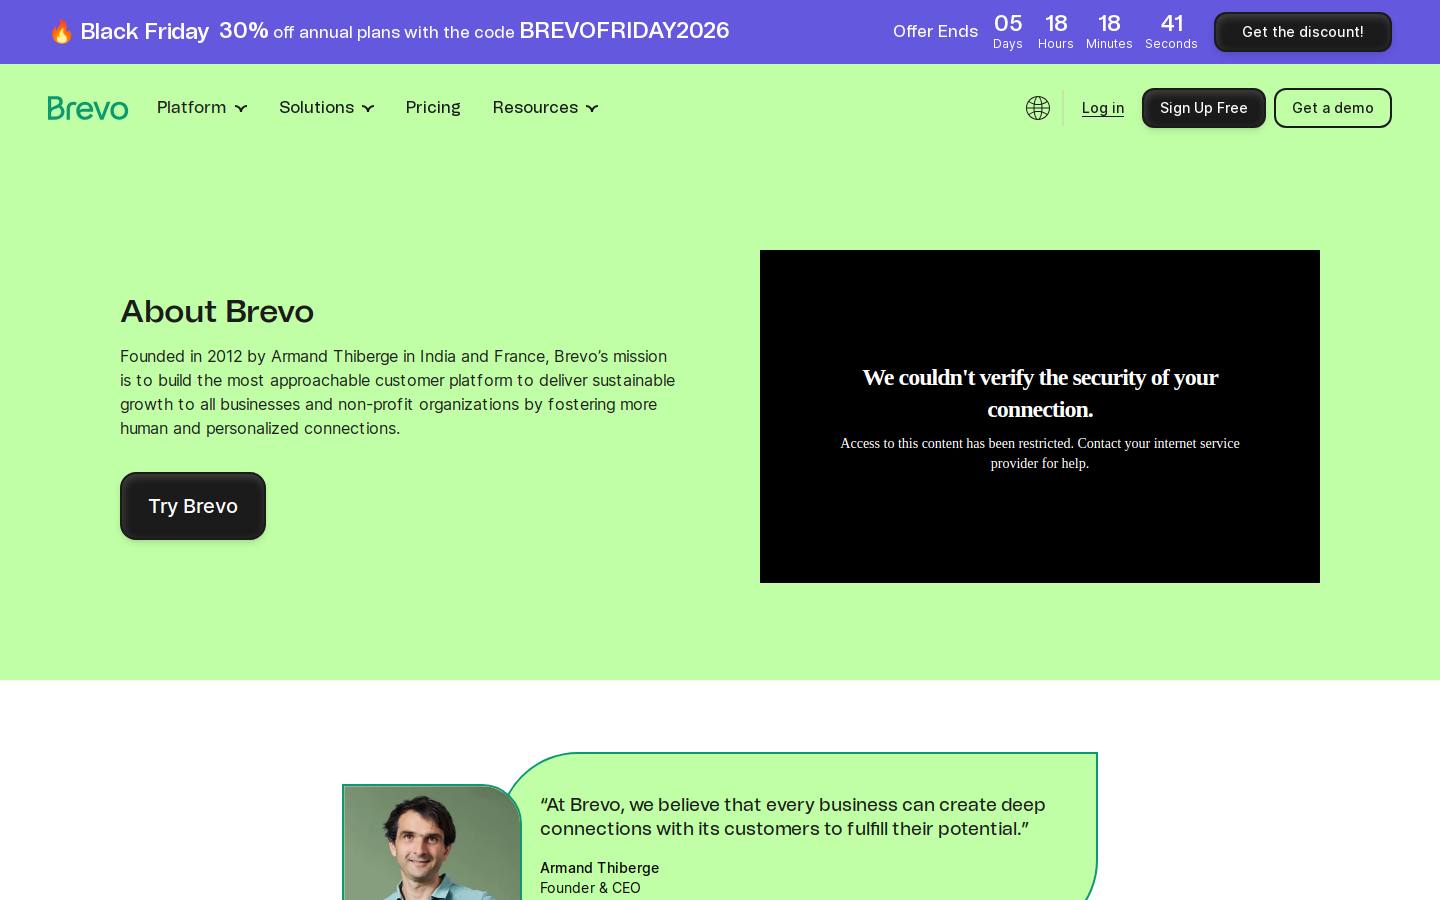 🔥 Black Friday 30% off annual plans with the code BREVOFRIDAY2026
Offer Ends
05 18 18 41
Days Hours Minutes Seconds
Get the discount!
Brevo Platform Solutions Pricing Resources
Log in Sign Up Free Get a demo
About Brevo
Founded in 2012 by Armand Thiberge in India and France, Brevo’s mission
is to build the most approachable customer platform to deliver sustainable
growth to all businesses and non-profit organizations by fostering more
human and personalized connections.
Try Brevo
We couldn't verify the security of your
connection.
Access to this content has been restricted. Contact your internet service
provider for help.
“At Brevo, we believe that every business can create deep
connections with its customers to fulfill their potential.”
Armand Thiberge
Founder & CEO